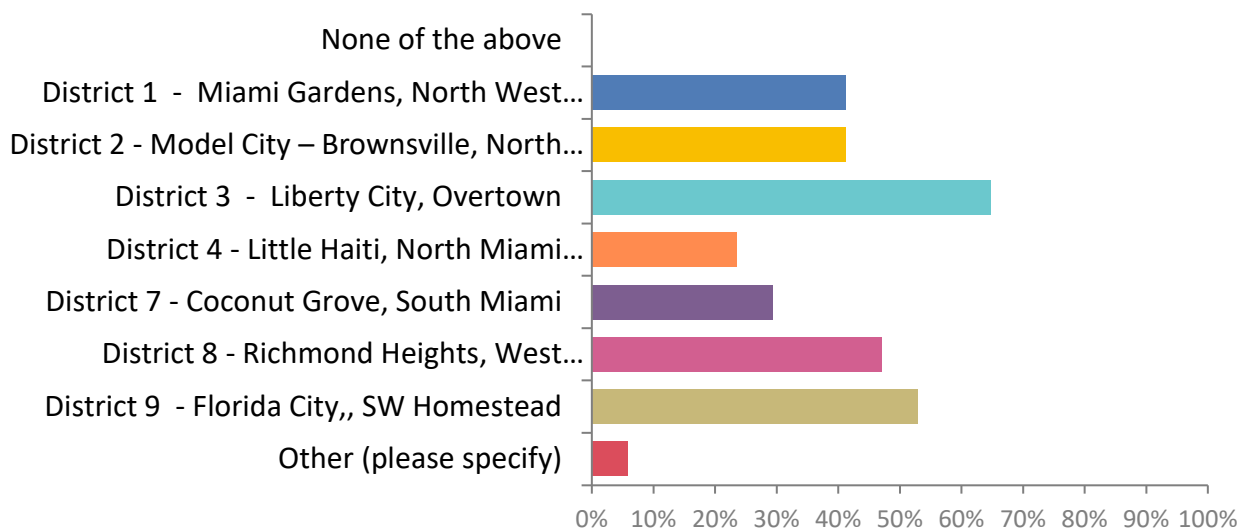 None of the above
District 1  -  Miami Gardens, North West…
District 2 - Model City – Brownsville, North…
District 3  -  Liberty City, Overtown
District 4 - Little Haiti, North Miami…
District 7 - Coconut Grove, South Miami
District 8 - Richmond Heights, West…
District 9  - Florida City,, SW Homestead
Other (please specify)
0% 10% 20% 30% 40% 50% 60% 70% 80% 90% 100%